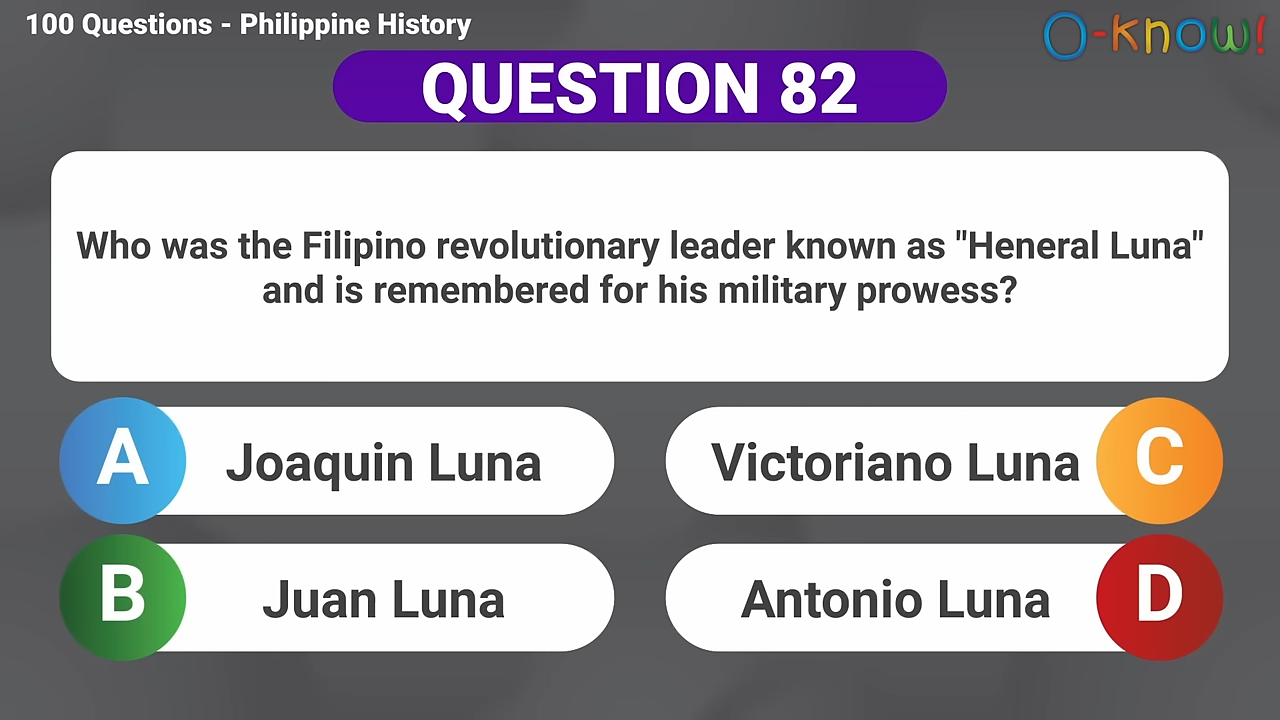 100 Questions - Philippine History
O-know!
QUESTION 82
Who was the Filipino revolutionary leader known as "Heneral Luna"
and is remembered for his military prowess?
A
Joaquin Luna
Victoriano Luna
C
B
Juan Luna
Antonio Luna
D